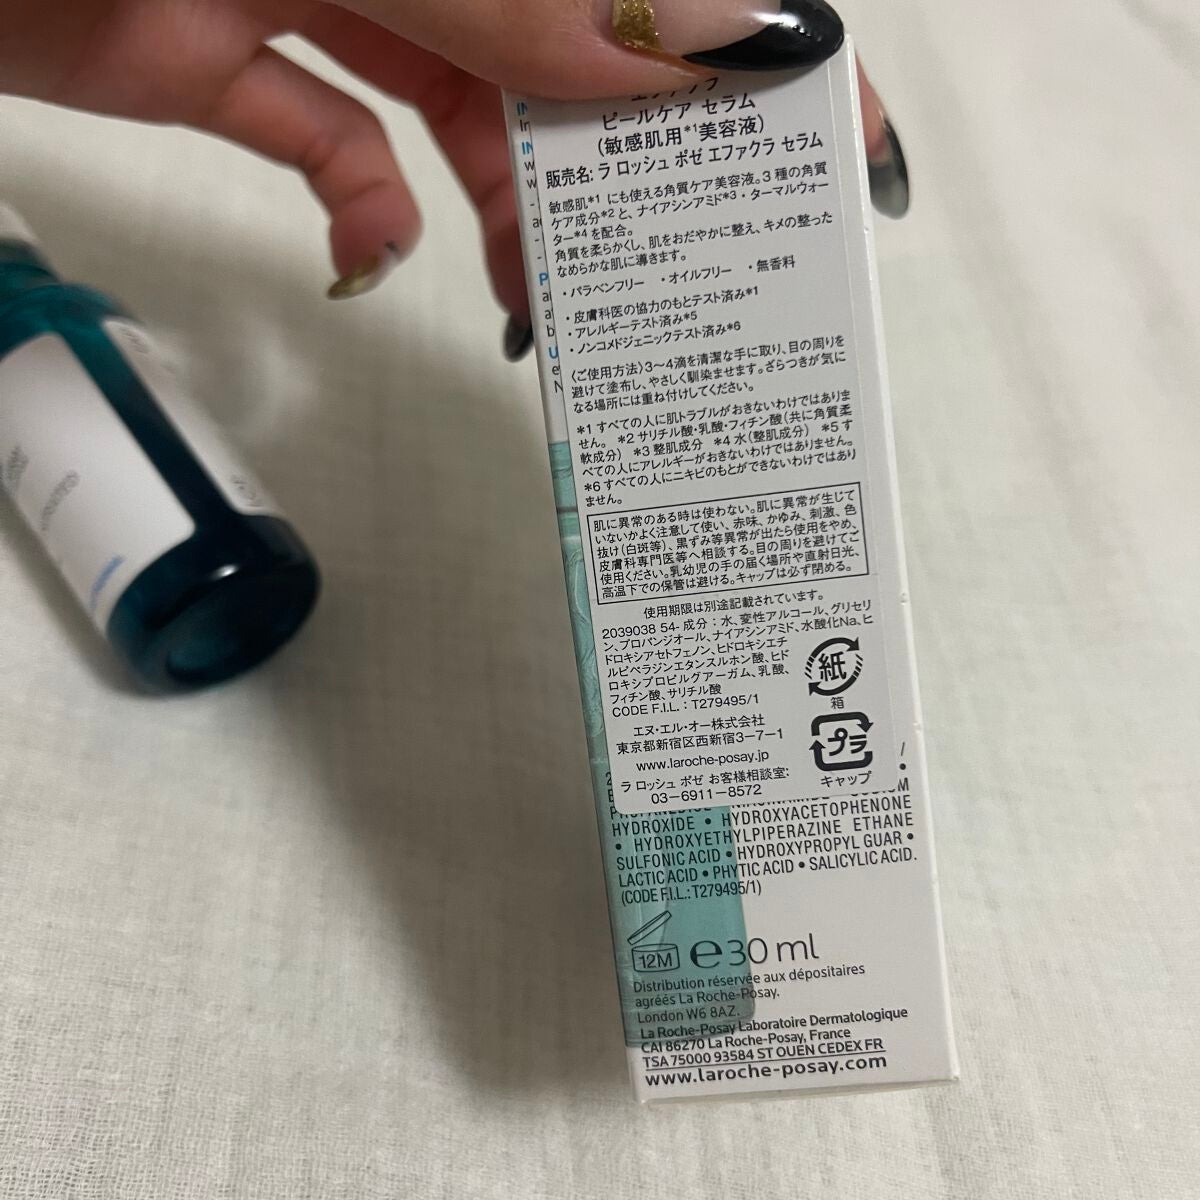 ピールケア セラム
(敏感肌用*1美容液)
販売名: ラ ロッシュ ポゼ エファクラ セラム
敏感肌*1 にも使える角質ケア美容液。3 種の角質
ケア成分*2 と、ナイアシンアミド*3・ターマルウォー
ター*4 を配合。
角質を柔らかくし、肌をおだやかに整え、キメの整った
なめらかな肌に導きます。
・パラベンフリー ・オイルフリー ・無香料
・皮膚科医の協力のもとテスト済み*1
・アレルギーテスト済み*5
・ノンコメドジェニックテスト済み*6
〈ご使用方法〉3〜4滴を清潔な手に取り、目の周りを
避けて塗布し、やさしく馴染ませます。ざらつきが気に
なる場所には重ね付けしてください。
*1 すべての人に肌トラブルがおきないわけではありま
せん。 *2 サリチル酸・乳酸・フィチン酸(共に角質柔
軟成分) *3 整肌成分 *4 水(整肌成分) *5 す
べての人にアレルギーがおきないわけではありません。
*6 すべての人にニキビのもとができないわけではあり
ません。
肌に異常のある時は使わない。肌に異常が生じて
いないかよく注意して使い、赤味、かゆみ、刺激、色
抜け(白斑等)、黒ずみ等異常が出たら使用をやめ、
皮膚科専門医等へ相談する。目の周りを避けてご
使用ください。乳幼児の手の届く場所や直射日光、
高温下での保管は避ける。キャップは必ず閉める。
使用期限は別途記載されています。
2039038 54- 成分 : 水、変性アルコール、グリセリ
ン、プロパンジオール、ナイアシンアミド、水酸化Na、ヒ
ドロキシアセトフェノン、ヒドロキシエチ
ルピペラジンエタンスルホン酸、ヒド
ロキシプロピルグアーガム、乳酸、
フィチン酸、サリチル酸
CODE F.I.L. : T279495/1
紙
箱
エヌ・エル・オー株式会社
東京都新宿区西新宿3-7-1
www.laroche-posay.jp
ラ ロッシュ ポゼ お客様相談室:
03-6911-8572
プラ
キャップ
HYDROXIDE • HYDROXYACETOPHENONE
• HYDROXYETHYLPIPERAZINE ETHANE
SULFONIC ACID • HYDROXYPROPYL GUAR •
LACTIC ACID • PHYTIC ACID • SALICYLIC ACID.
(CODE F.I.L.: T279495/1)
12M ℮30 ml
Distribution réservée aux dépositaires
agréés La Roche-Posay.
London W6 8AZ.
La Roche-Posay Laboratoire Dermatologique
CAI 86270 La Roche-Posay, France
TSA 75000 93584 ST OUEN CEDEX FR
www.laroche-posay.com